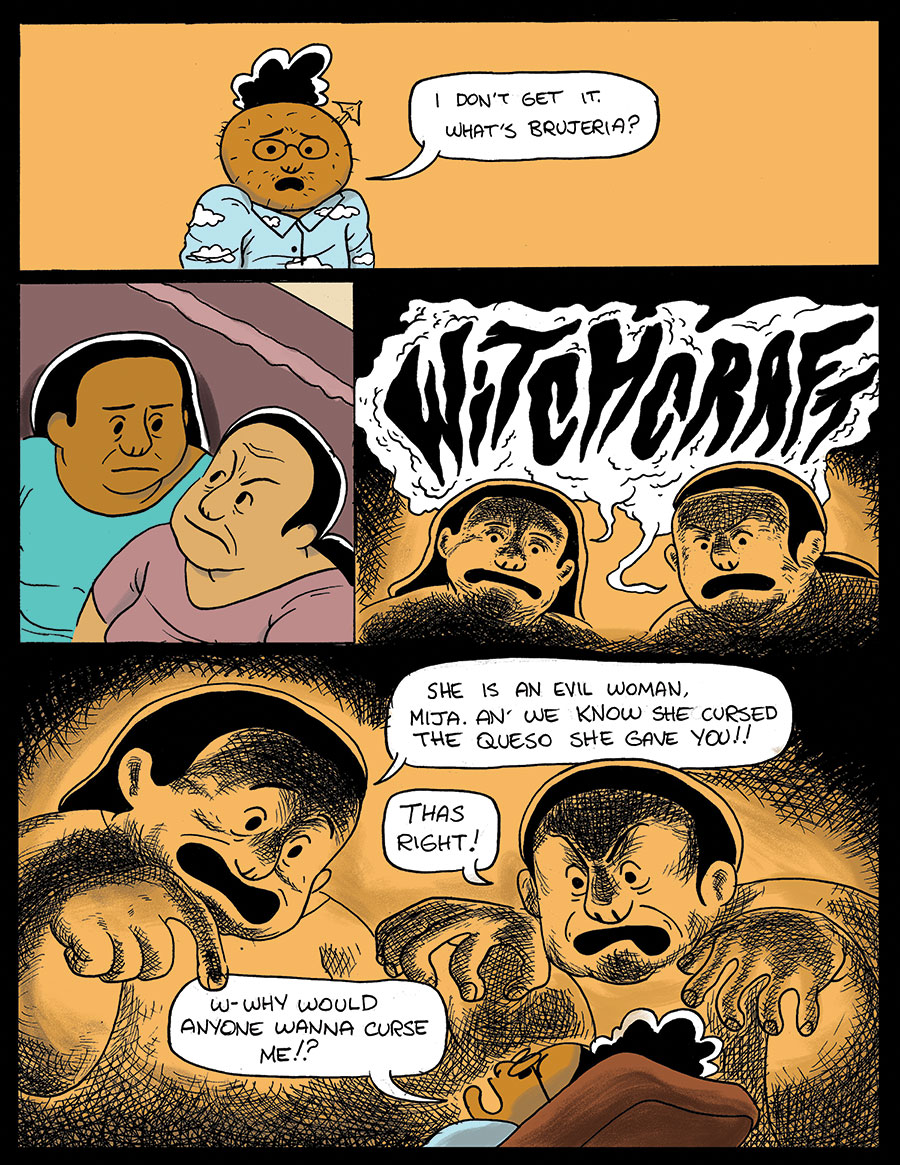 I DON'T GET IT.
WHAT'S BRUJERIA?
WITCHCRAFT
SHE IS AN EVIL WOMAN,
MIJA. AN' WE KNOW SHE CURSED
THE QUESO SHE GAVE YOU!!
THAS
RIGHT!
W-WHY WOULD
ANYONE WANNA CURSE
ME!?